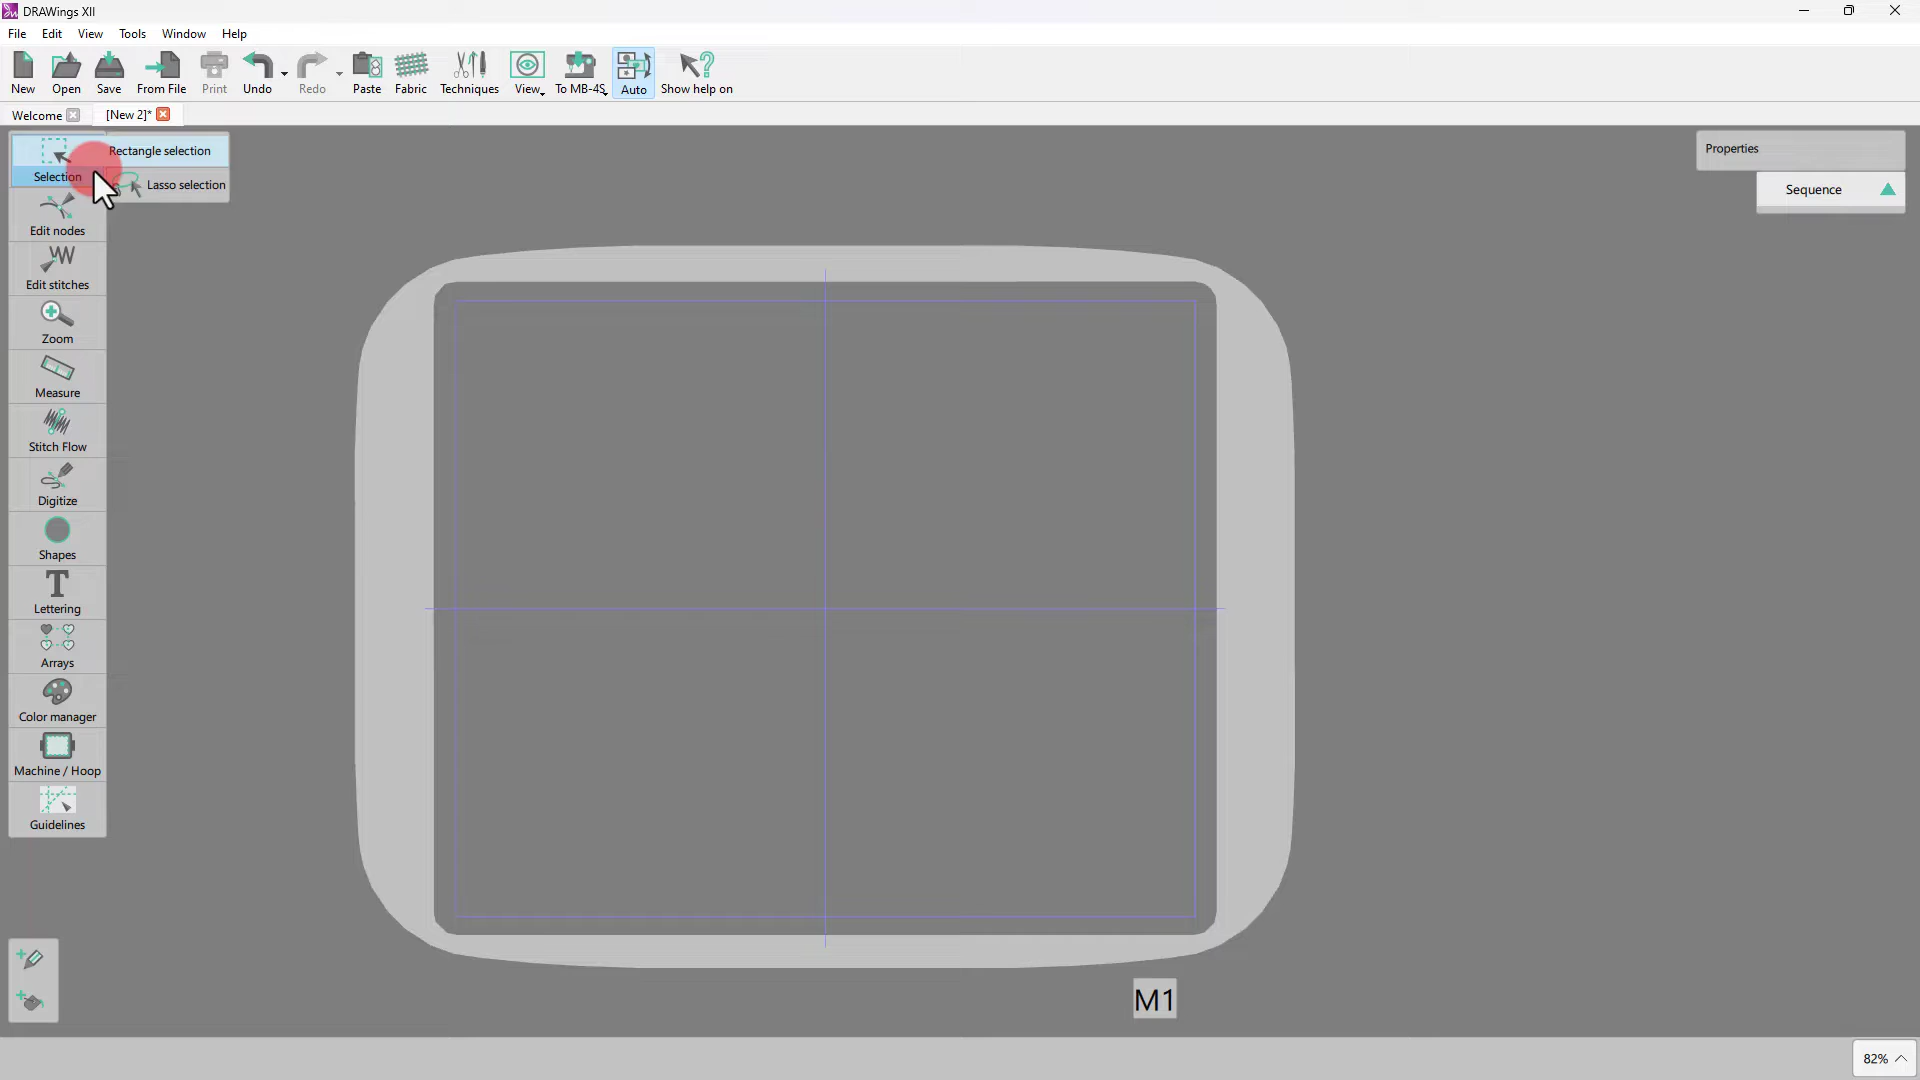 DRAWings XII
File Edit View Tools Window Help
New Open Save From File Print Undo Redo Paste Fabric Techniques View To MB-4S Auto Show help on
Welcome [New 2]*
Selection
Rectangle selection
Lasso selection
Edit nodes
Edit stitches
Zoom
Measure
Stitch Flow
Digitize
Shapes
Lettering
Arrays
Color manager
Machine / Hoop
Guidelines
Properties
Sequence
M1
82%